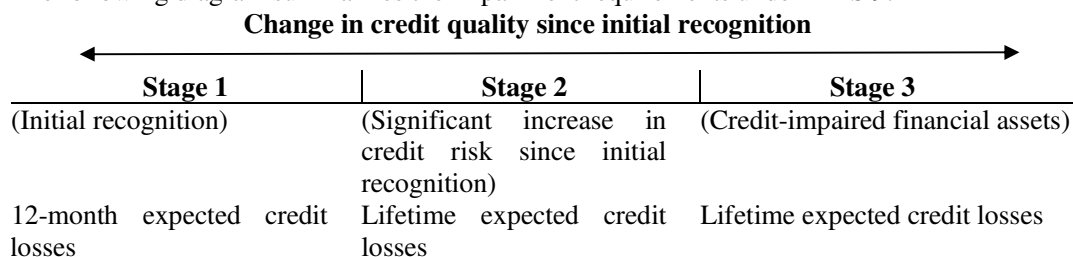 Change in credit quality since initial recognition
Stage 1 Stage 2 Stage 3
(Initial recognition) (Significant increase in (Credit-impaired financial assets)
credit risk since initial
recognition)
12-month expected credit Lifetime expected credit Lifetime expected credit losses
losses losses